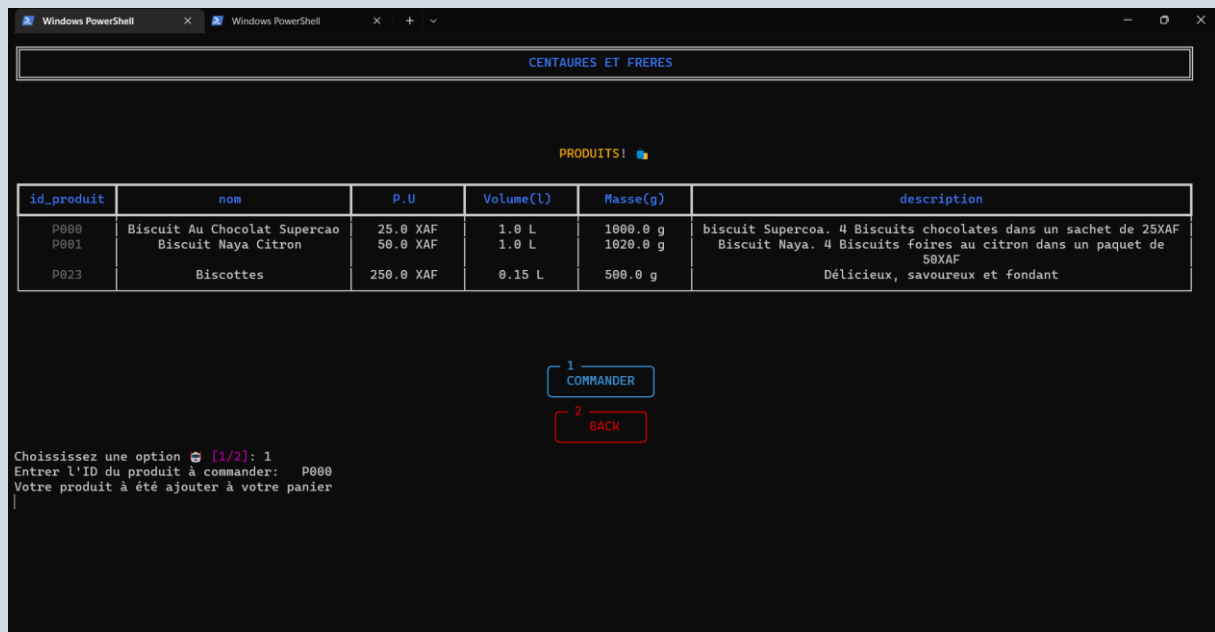 Windows PowerShell
Windows PowerShell
CENTAURES ET FRERES
PRODUITS!
id_produit nom P.U Volume(l) Masse(g) description
P000 Biscuit Au Chocolat Supercao 25.0 XAF 1.0 L 1000.0 g biscuit Supercoa. 4 Biscuits chocolates dans un sachet de 25XAF
P001 Biscuit Naya Citron 50.0 XAF 1.0 L 1020.0 g Biscuit Naya. 4 Biscuits foires au citron dans un paquet de
50XAF
P023 Biscottes 250.0 XAF 0.15 L 500.0 g Délicieux, savoureux et fondant
1
COMMANDER
2
BACK
Choississez une option [1/2]: 1
Entrer l'ID du produit à commander: P000
Votre produit à été ajouter à votre panier